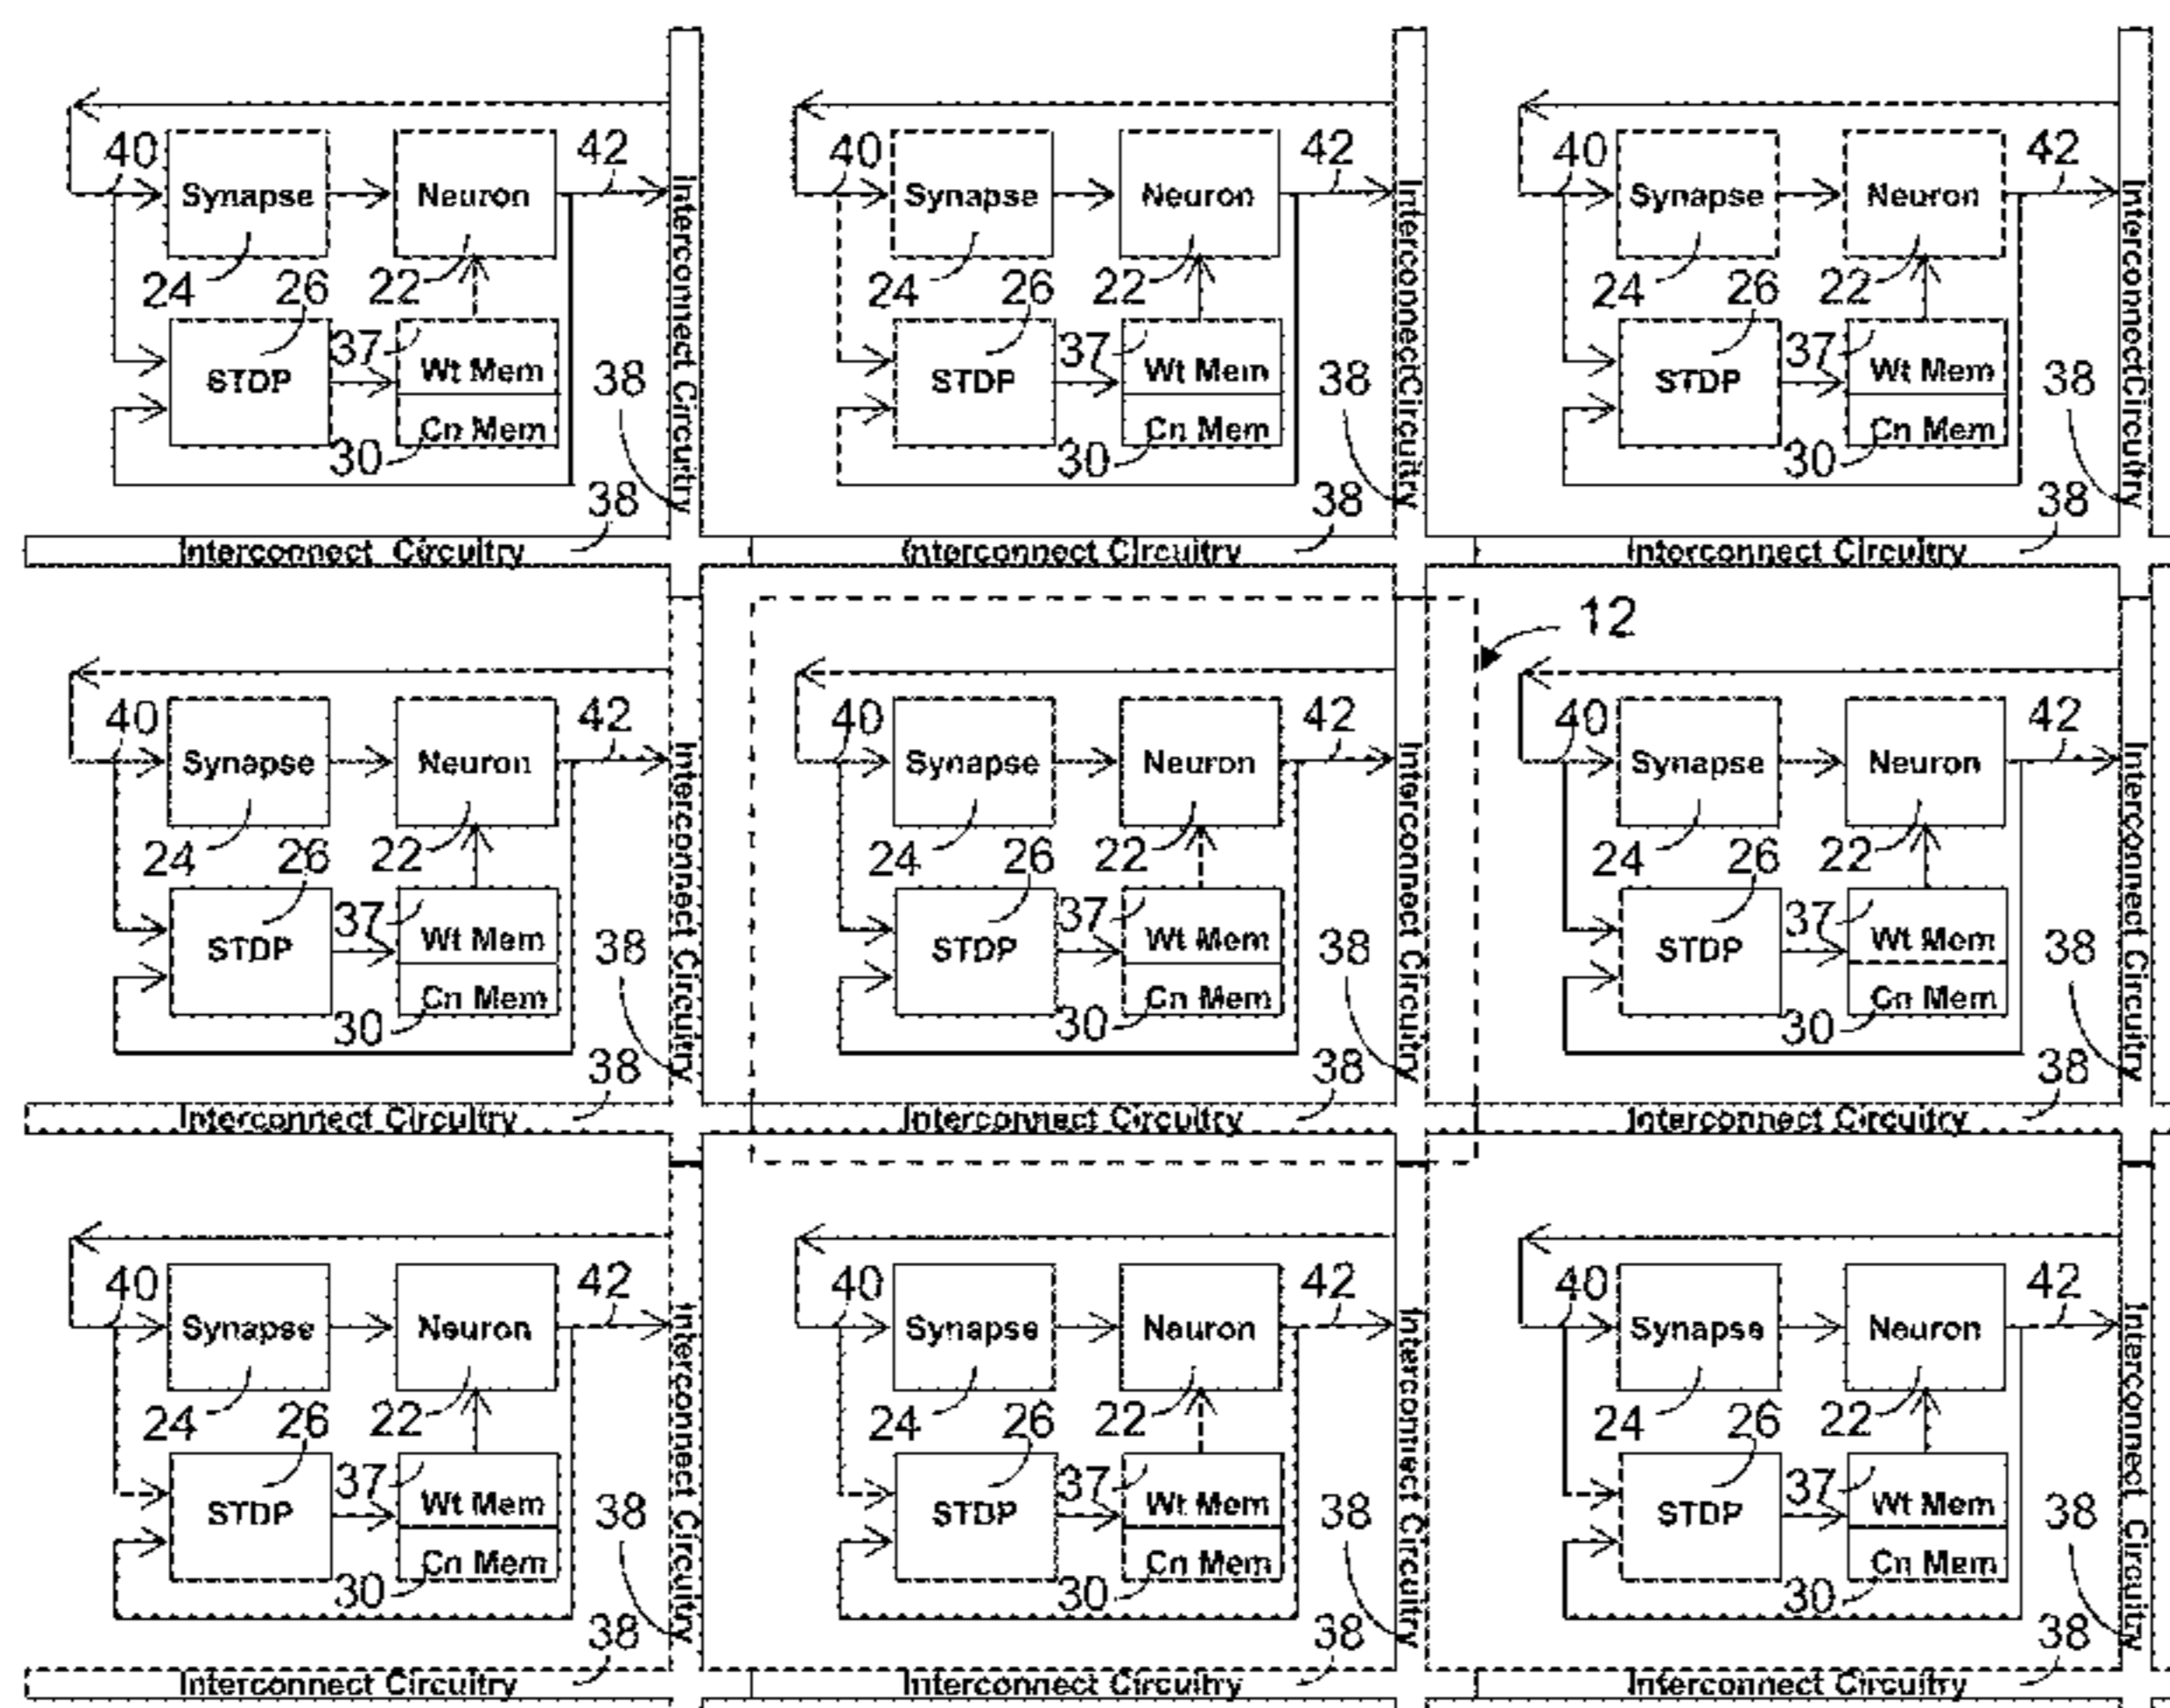 40 Synapse Neuron 42 40 Synapse Neuron 42 40 Synapse Neuron 42
24 26 22 24 26 22 24 26 22
STDP 37 Wt Mem 38 STDP 37 Wt Mem 38 STDP 37 Wt Mem 38
30 Cn Mem 30 Cn Mem 30 Cn Mem
Interconnect Circuitry Interconnect Circuitry Interconnect Circuitry
38 38 38
Interconnect Circuitry Interconnect Circuitry Interconnect Circuitry
12
40 Synapse Neuron 42 40 Synapse Neuron 42 40 Synapse Neuron 42
24 26 22 24 26 22 24 26 22
STDP 37 Wt Mem 38 STDP 37 Wt Mem 38 STDP 37 Wt Mem 38
30 Cn Mem 30 Cn Mem 30 Cn Mem
Interconnect Circuitry Interconnect Circuitry Interconnect Circuitry
38 38 38
Interconnect Circuitry Interconnect Circuitry Interconnect Circuitry
40 Synapse Neuron 42 40 Synapse Neuron 42 40 Synapse Neuron 42
24 26 22 24 26 22 24 26 22
STDP 37 Wt Mem 38 STDP 37 Wt Mem 38 STDP 37 Wt Mem 38
30 Cn Mem 30 Cn Mem 30 Cn Mem
Interconnect Circuitry Interconnect Circuitry Interconnect Circuitry
38 38 38
Interconnect Circuitry Interconnect Circuitry Interconnect Circuitry